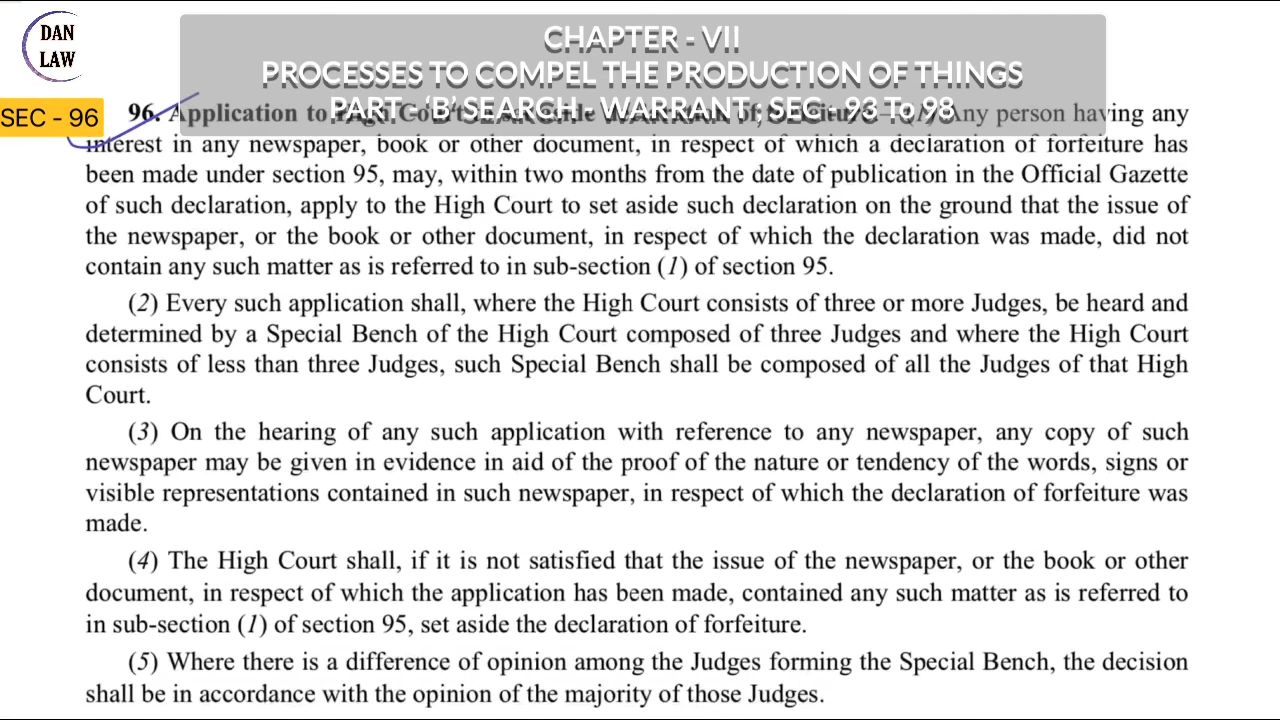 DAN
LAW
CHAPTER - VII
PROCESSES TO COMPEL THE PRODUCTION OF THINGS
PART - 'B' SEARCH - WARRANT ; SEC - 93 To 98
SEC - 96
96. Application to High Court Any person having any
interest in any newspaper, book or other document, in respect of which a declaration of forfeiture has
been made under section 95, may, within two months from the date of publication in the Official Gazette
of such declaration, apply to the High Court to set aside such declaration on the ground that the issue of
the newspaper, or the book or other document, in respect of which the declaration was made, did not
contain any such matter as is referred to in sub-section (1) of section 95.
(2) Every such application shall, where the High Court consists of three or more Judges, be heard and
determined by a Special Bench of the High Court composed of three Judges and where the High Court
consists of less than three Judges, such Special Bench shall be composed of all the Judges of that High
Court.
(3) On the hearing of any such application with reference to any newspaper, any copy of such
newspaper may be given in evidence in aid of the proof of the nature or tendency of the words, signs or
visible representations contained in such newspaper, in respect of which the declaration of forfeiture was
made.
(4) The High Court shall, if it is not satisfied that the issue of the newspaper, or the book or other
document, in respect of which the application has been made, contained any such matter as is referred to
in sub-section (1) of section 95, set aside the declaration of forfeiture.
(5) Where there is a difference of opinion among the Judges forming the Special Bench, the decision
shall be in accordance with the opinion of the majority of those Judges.